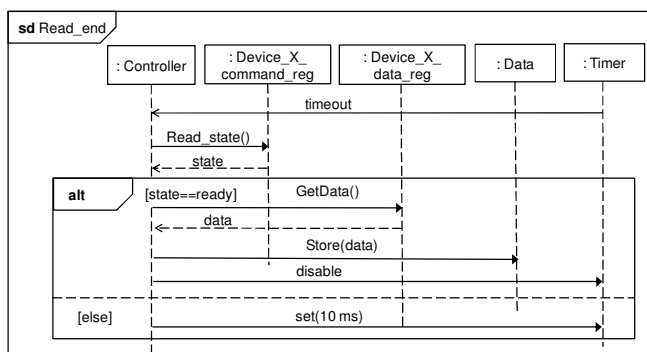 sd Read_end
: Controller
: Device_X_
command_reg
: Device_X_
data_reg
: Data
: Timer
timeout
Read_state()
state
alt
[state==ready]
GetData()
data
Store(data)
disable
[else]
set(10 ms)